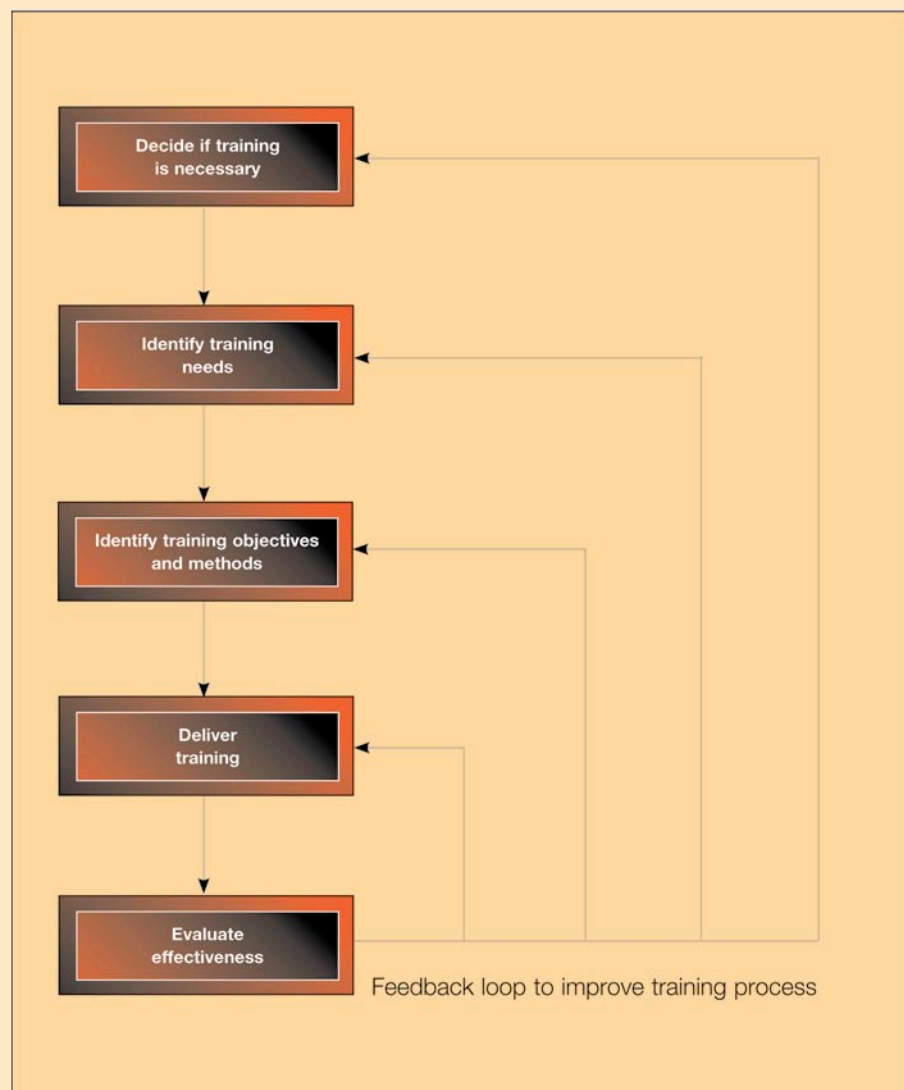 Decide if training
is necessary
Identify training
needs
Identify training objectives
and methods
Deliver
training
Evaluate
effectiveness
Feedback loop to improve training process